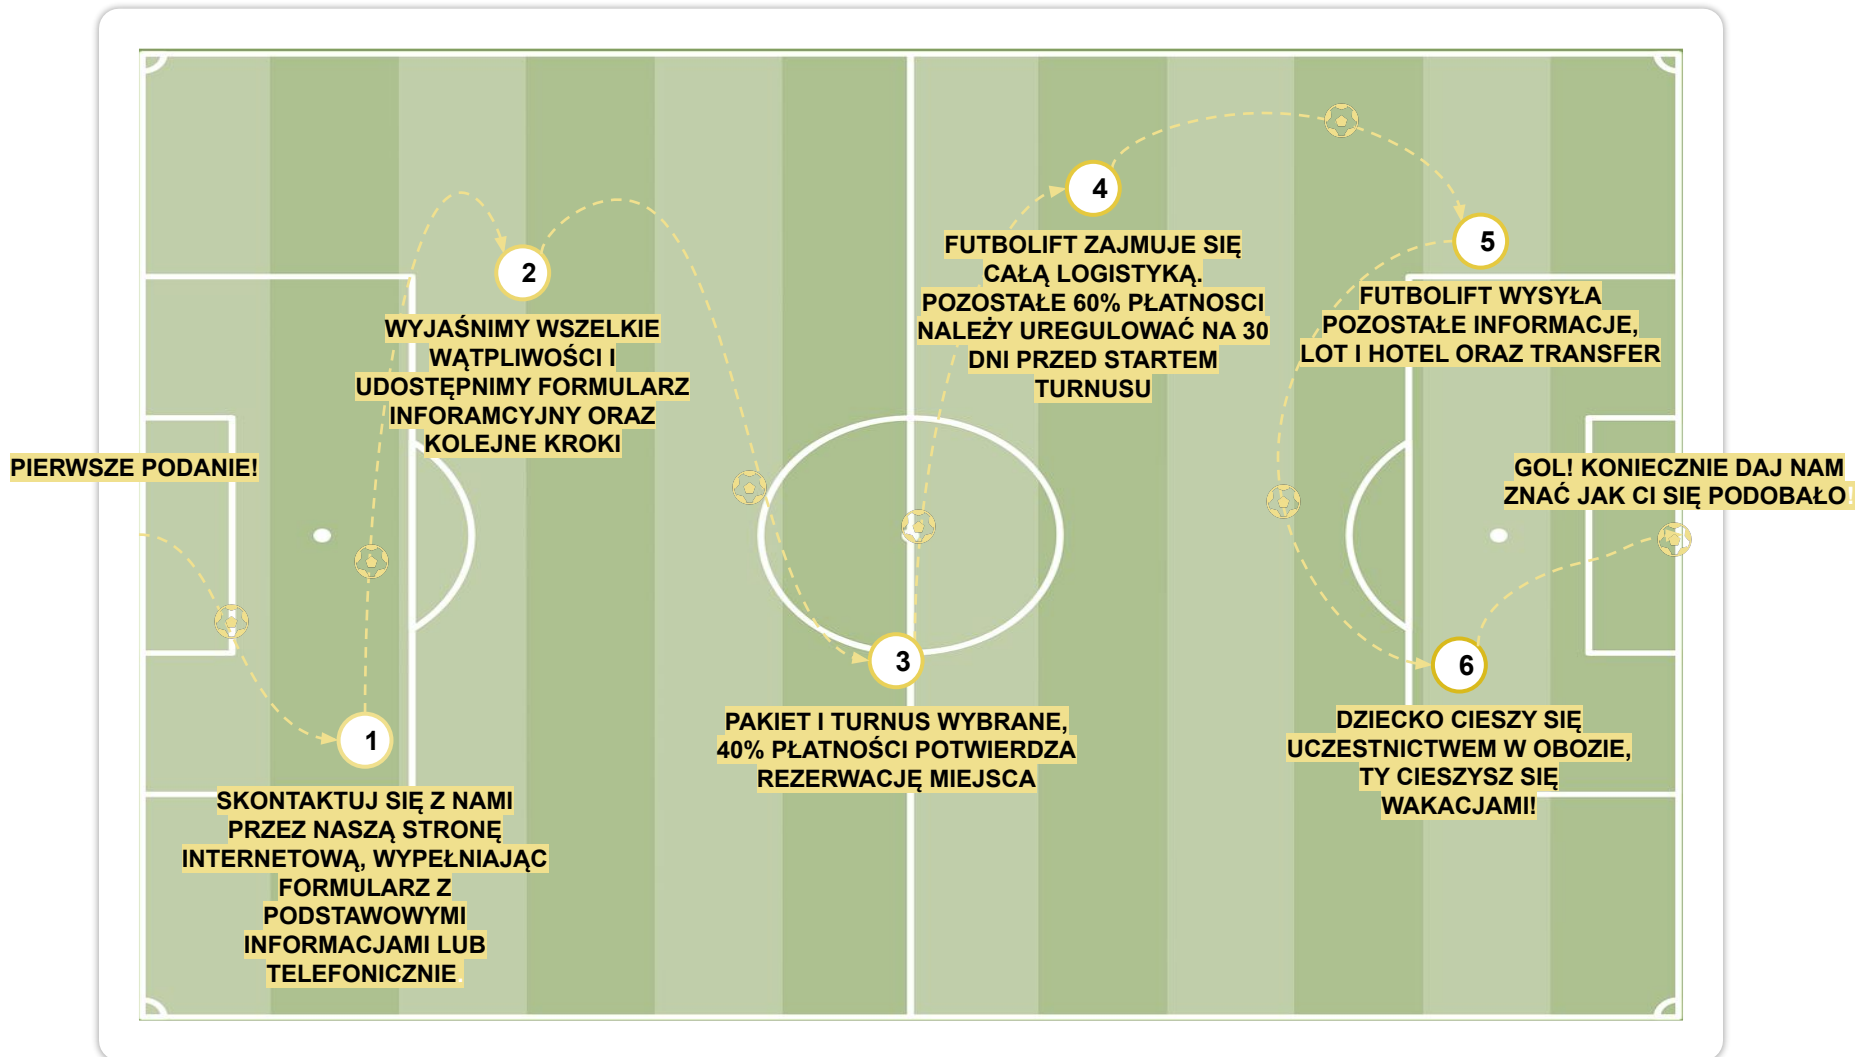 PIERWSZE PODANIE!
1
SKONTAKTUJ SIĘ Z NAMI
PRZEZ NASZĄ STRONĘ
INTERNETOWĄ, WYPEŁNIAJĄC
FORMULARZ Z
PODSTAWOWYMI
INFORMACJAMI LUB
TELEFONICZNIE.
2
WYJAŚNIMY WSZELKIE
WĄTPLIWOŚCI I
UDOSTĘPNIMY FORMULARZ
INFORAMCYJNY ORAZ
KOLEJNE KROKI
3
PAKIET I TURNUS WYBRANE,
40% PŁATNOŚCI POTWIERDZA
REZERWACJĘ MIEJSCA
4
FUTBOLIFT ZAJMUJE SIĘ
CAŁĄ LOGISTYKĄ.
POZOSTAŁE 60% PŁATNOSCI
NALEŻY UREGULOWAĆ NA 30
DNI PRZED STARTEM
TURNUSU
5
FUTBOLIFT WYSYŁA
POZOSTAŁE INFORMACJE,
LOT I HOTEL ORAZ TRANSFER
6
DZIECKO CIESZY SIĘ
UCZESTNICTWEM W OBOZIE,
TY CIESZYSZ SIĘ
WAKACJAMI!
GOL! KONIECZNIE DAJ NAM
ZNAĆ JAK CI SIĘ PODOBAŁO!